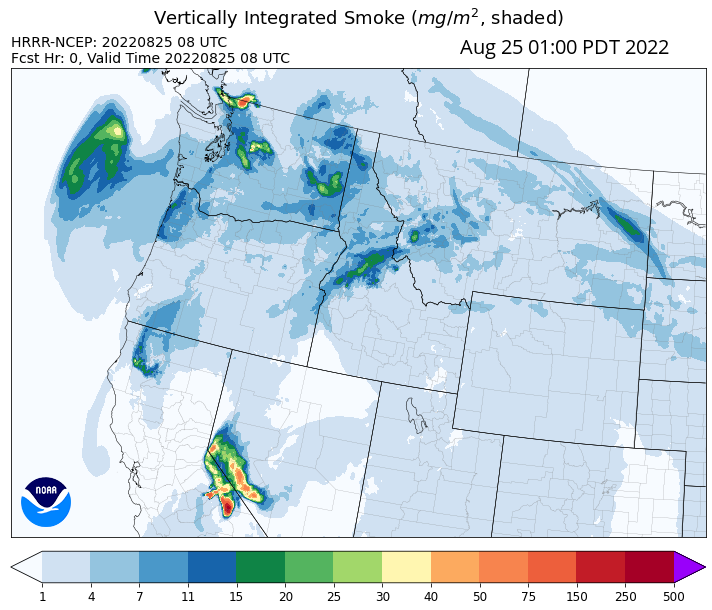 Vertically Integrated Smoke (mg/m², shaded)
HRRR-NCEP: 20220825 08 UTC
Aug 25 01:00 PDT 2022
Fcst Hr: 0, Valid Time 20220825 08 UTC
NOAA
1 4 7 11 15 20 25 30 40 50 75 150 250 500